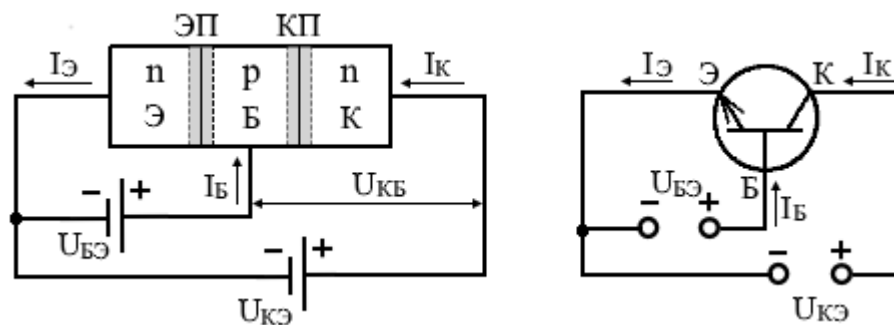 ЭП КП
IЭ n p n IК
Э Б К
IБ UКБ
- +
UБЭ
- +
UКЭ
IЭ Э К IК
Б
UБЭ IБ
- +
- +
UКЭ